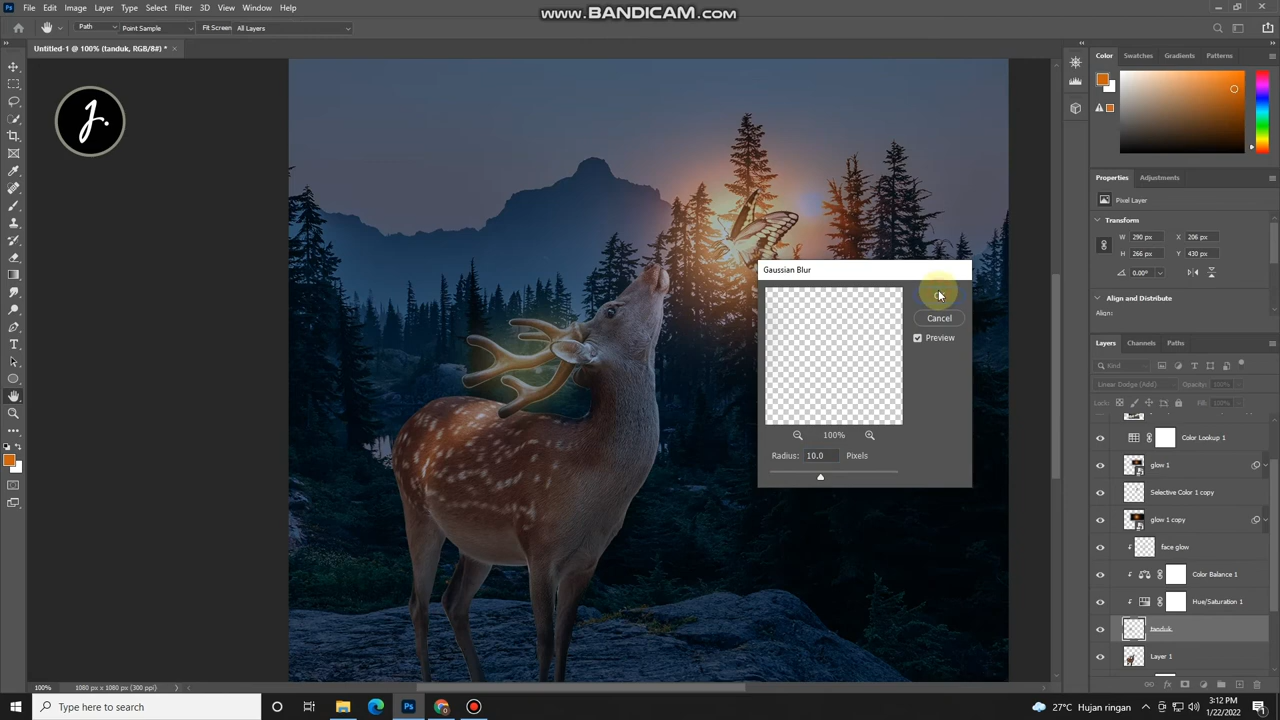 www.BANDICAM.com
Ps File Edit Image Layer Type Select Filter 3D View Window Help
Path Point Sample Fit Screen All Layers
Untitled-1 @ 100% (tanduk, RGB/8#) * ×
J.
Color Swatches Gradients Patterns
Properties Adjustments
Pixel Layer
Transform
W 290 px X 206 px
H 266 px Y 430 px
0.00°
Align and Distribute
Align:
Gaussian Blur
Cancel
Preview
100%
Radius: 10.0 Pixels
Layers Channels Paths
Kind
Linear Dodge (Add) Opacity: 100%
Lock: Fill: 100%
Color Lookup 1
glow 1
Selective Color 1 copy
glow 1 copy
face glow
Color Balance 1
Hue/Saturation 1
tanduk
Layer 1
fx
100% 1080 px x 1080 px (300 ppi)
Type here to search
Ps
27°C Hujan ringan
3:12 PM
1/22/2022